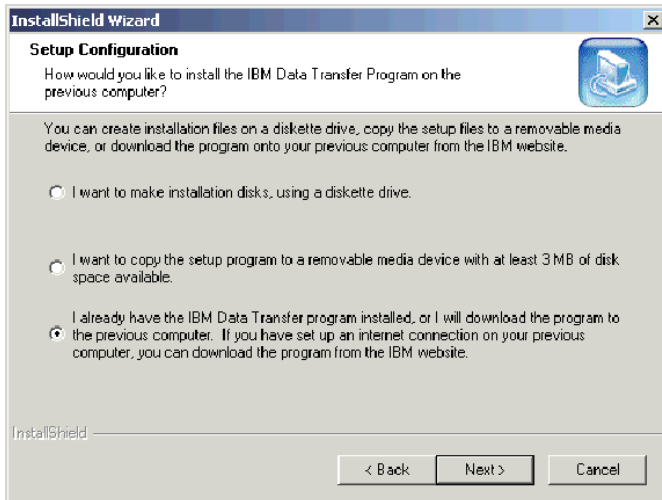 InstallShield Wizard
Setup Configuration
How would you like to install the IBM Data Transfer Program on the
previous computer?
You can create installation files on a diskette drive, copy the setup files to a removable media
device, or download the program onto your previous computer from the IBM website.
I want to make installation disks, using a diskette drive.
I want to copy the setup program to a removable media device with at least 3 MB of disk
space available.
I already have the IBM Data Transfer program installed, or I will download the program to
the previous computer. If you have set up an internet connection on your previous
computer, you can download the program from the IBM website.
InstallShield
< Back Next > Cancel